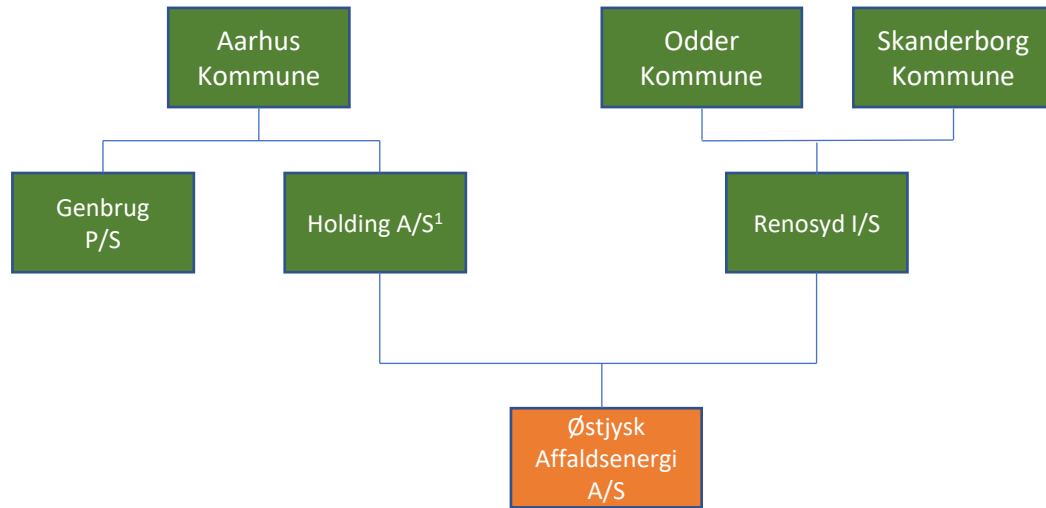 Aarhus
Kommune
Odder
Kommune
Skanderborg
Kommune
Genbrug
P/S
Holding A/S¹
Renosyd I/S
Østjysk
Affaldsenergi
A/S